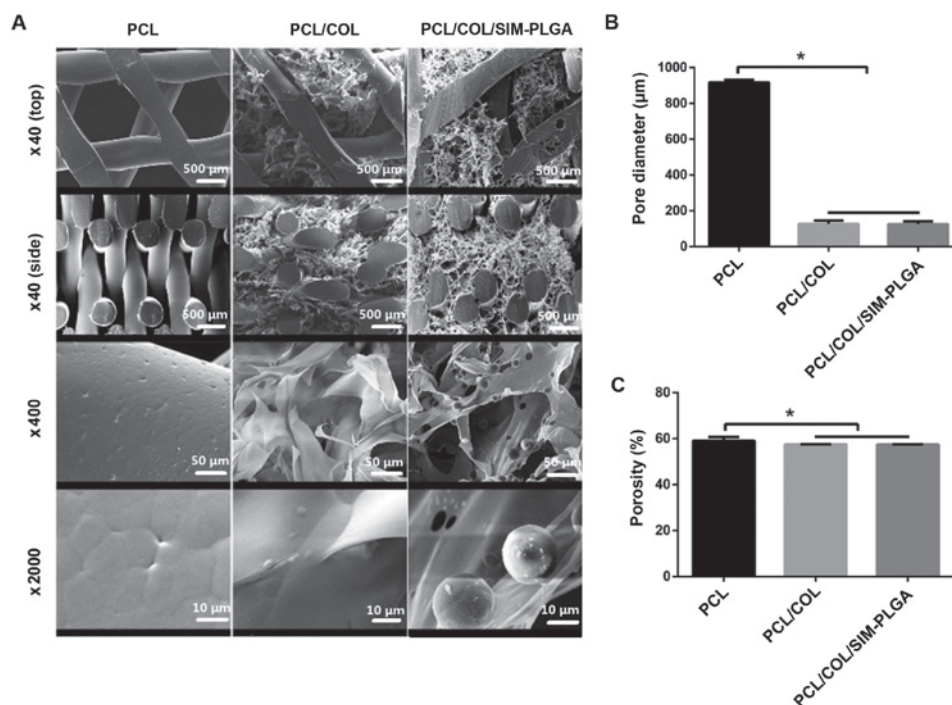 A
PCL
PCL/COL
PCL/COL/SIM-PLGA
x40 (top)
500 µm
500 µm
500 µm
x40 (side)
500 µm
500 µm
500 µm
x400
50 µm
50 µm
50 µm
x2000
10 µm
10 µm
10 µm
B
Pore diameter (µm)
1000
800
600
400
200
0
*
PCL
PCL/COL
PCL/COL/SIM-PLGA
C
Porosity (%)
80
60
40
20
0
*
PCL
PCL/COL
PCL/COL/SIM-PLGA